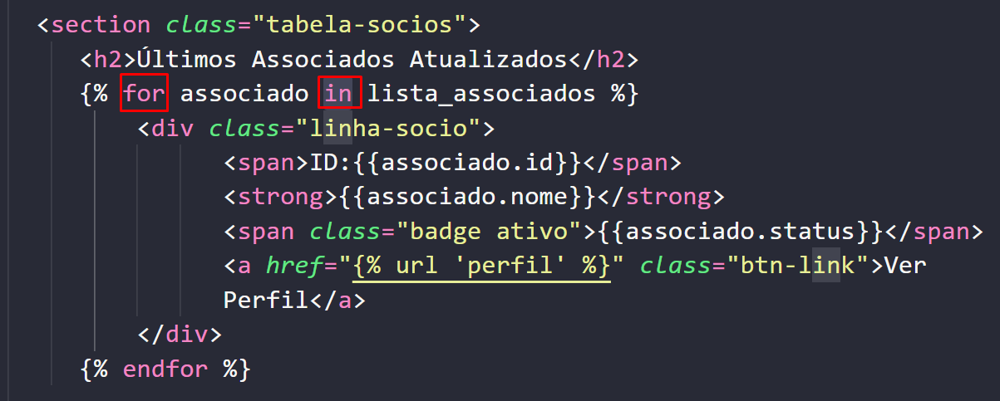 <section class="tabela-socios">
<h2>Últimos Associados Atualizados</h2>
{% for associado in lista_associados %}
<div class="linha-socio">
<span>ID:{{associado.id}}</span>
<strong>{{associado.nome}}</strong>
<span class="badge ativo">{{associado.status}}</span>
<a href="{% url 'perfil' %}" class="btn-link">Ver
Perfil</a>
</div>
{% endfor %}